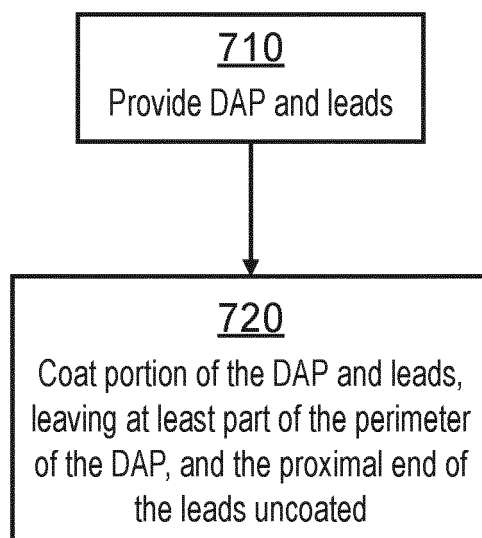 710
Provide DAP and leads
720
Coat portion of the DAP and leads,
leaving at least part of the perimeter
of the DAP, and the proximal end of
the leads uncoated